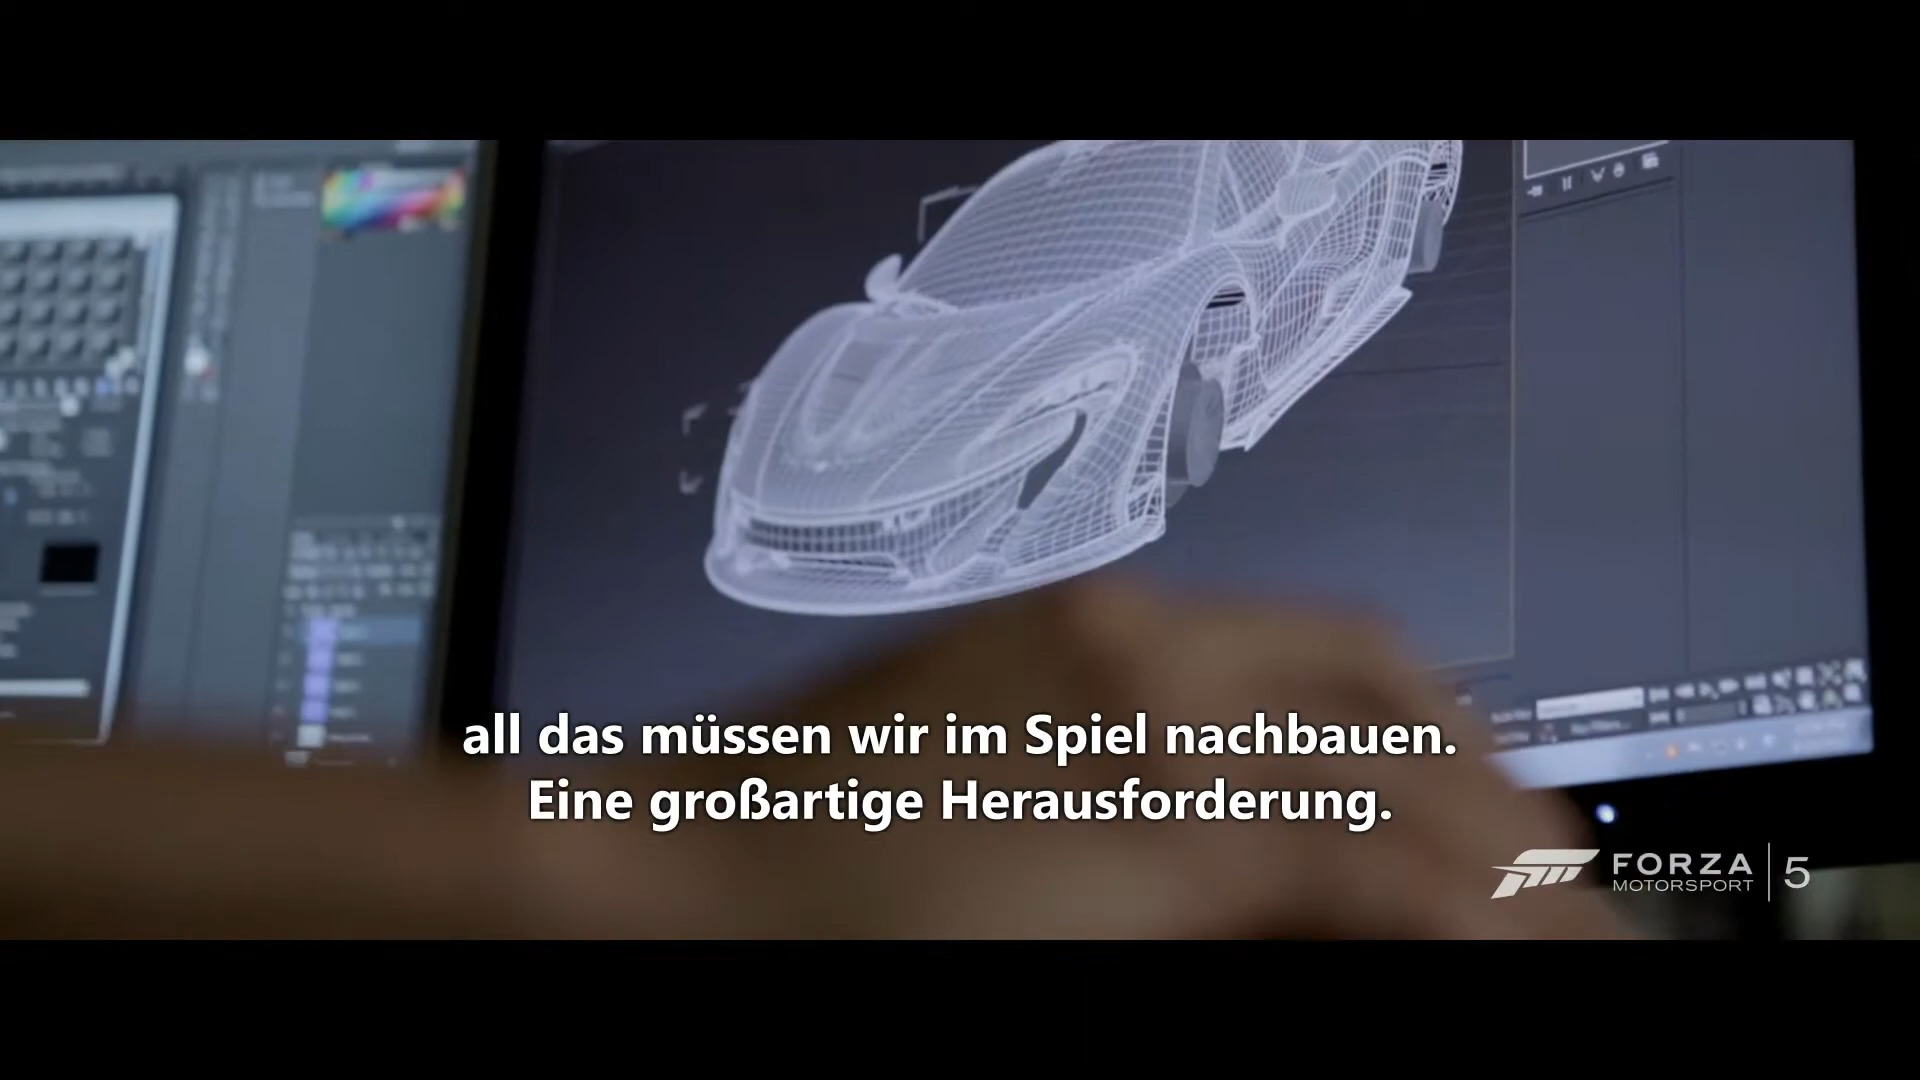 all das müssen wir im Spiel nachbauen.
Eine großartige Herausforderung.
FORZA
MOTORSPORT
5